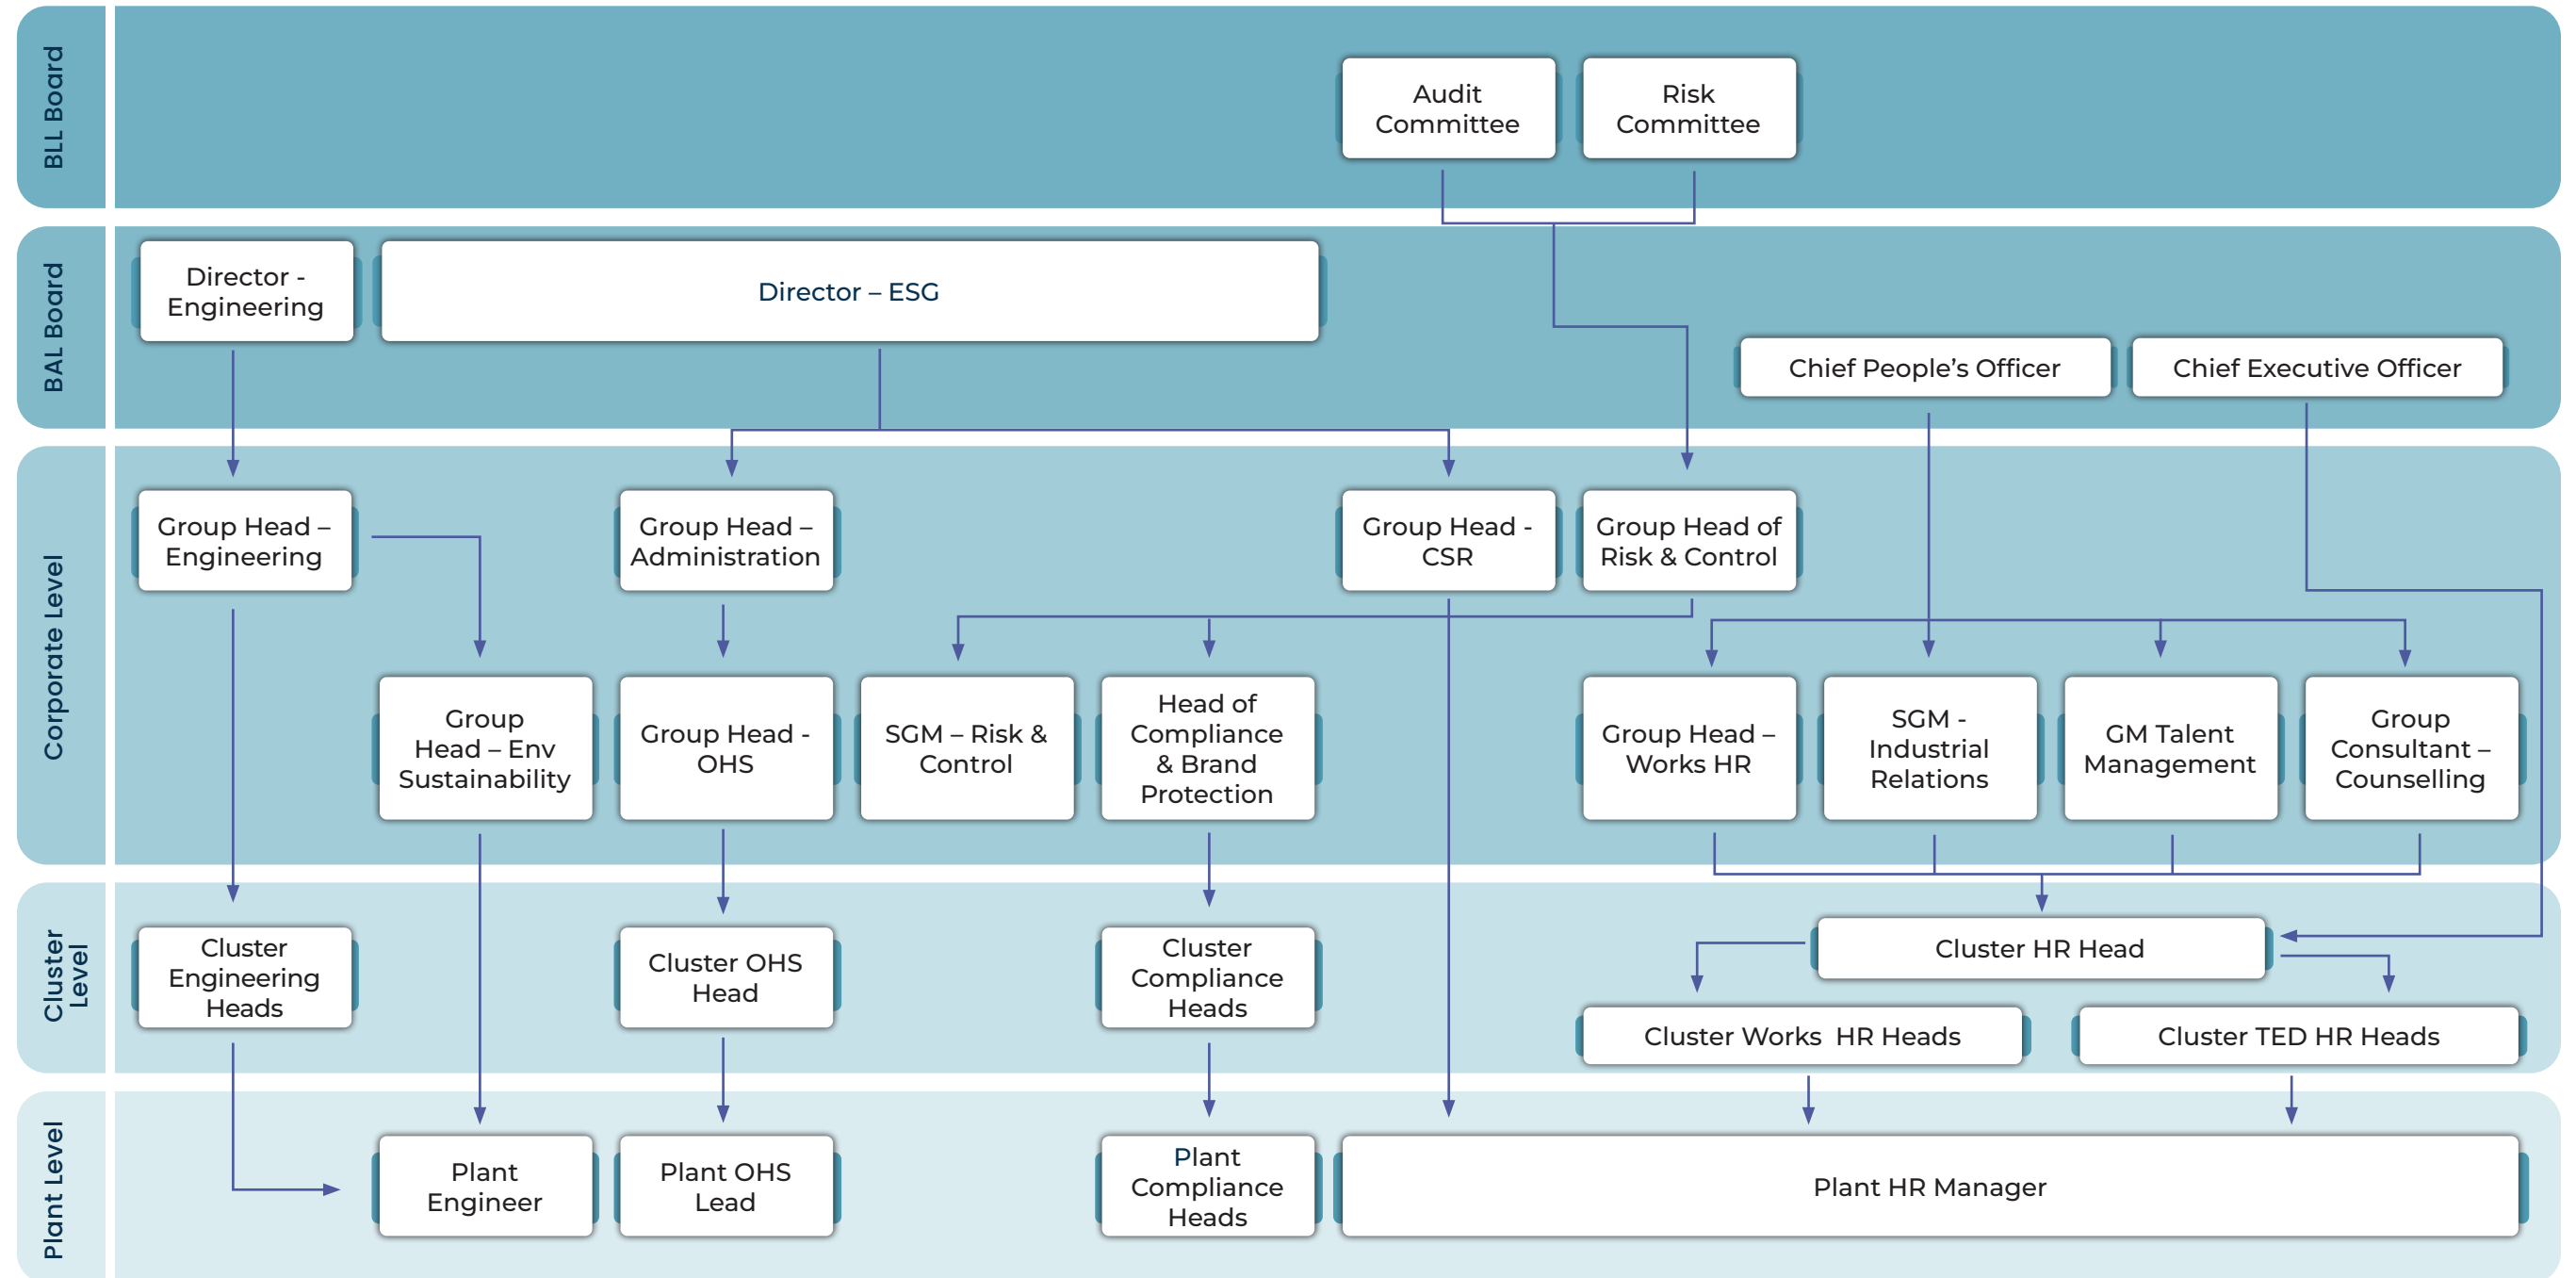 BLL Board
Audit
Committee
Risk
Committee
BAL Board
Director -
Engineering
Director – ESG
Chief People’s Officer
Chief Executive Officer
Corporate Level
Group Head –
Engineering
Group Head –
Administration
Group Head -
CSR
Group Head of
Risk & Control
Group
Head – Env
Sustainability
Group Head -
OHS
SGM – Risk &
Control
Head of
Compliance
& Brand
Protection
Group Head –
Works HR
SGM -
Industrial
Relations
GM Talent
Management
Group
Consultant –
Counselling
Cluster
Level
Cluster
Engineering
Heads
Cluster OHS
Head
Cluster
Compliance
Heads
Cluster HR Head
Cluster Works  HR Heads
Cluster TED HR Heads
Plant Level
Plant
Engineer
Plant OHS
Lead
Plant
Compliance
Heads
Plant HR Manager